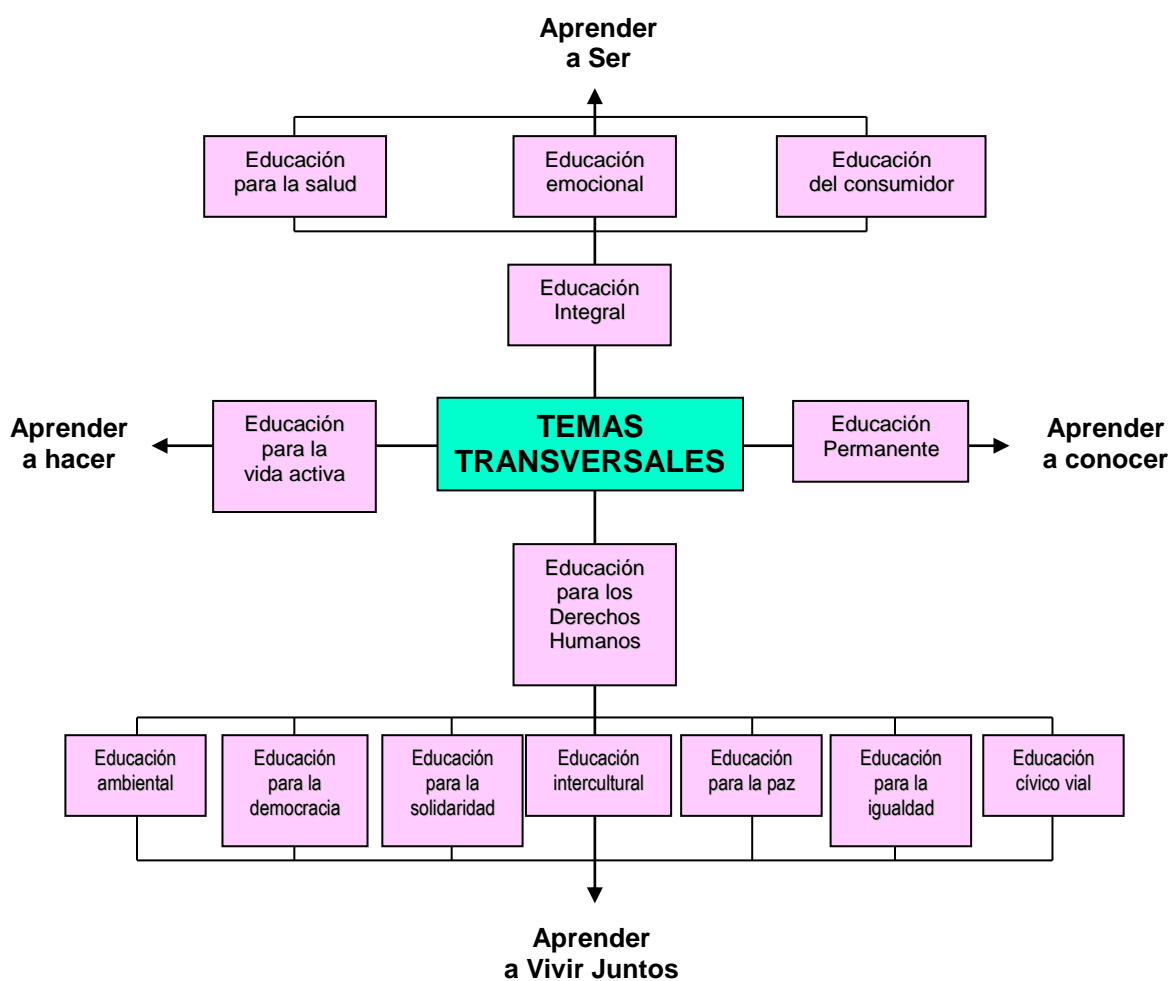 Aprender
a Ser
Educación
para la salud
Educación
emocional
Educación
del consumidor
Educación
Integral
Aprender
a hacer
Educación
para la
vida activa
TEMAS
TRANSVERSALES
Educación
Permanente
Aprender
a conocer
Educación
para los
Derechos
Humanos
Educación
ambiental
Educación
para la
democracia
Educación
para la
solidaridad
Educación
intercultural
Educación
para la paz
Educación
para la
igualdad
Educación
cívico vial
Aprender
a Vivir Juntos